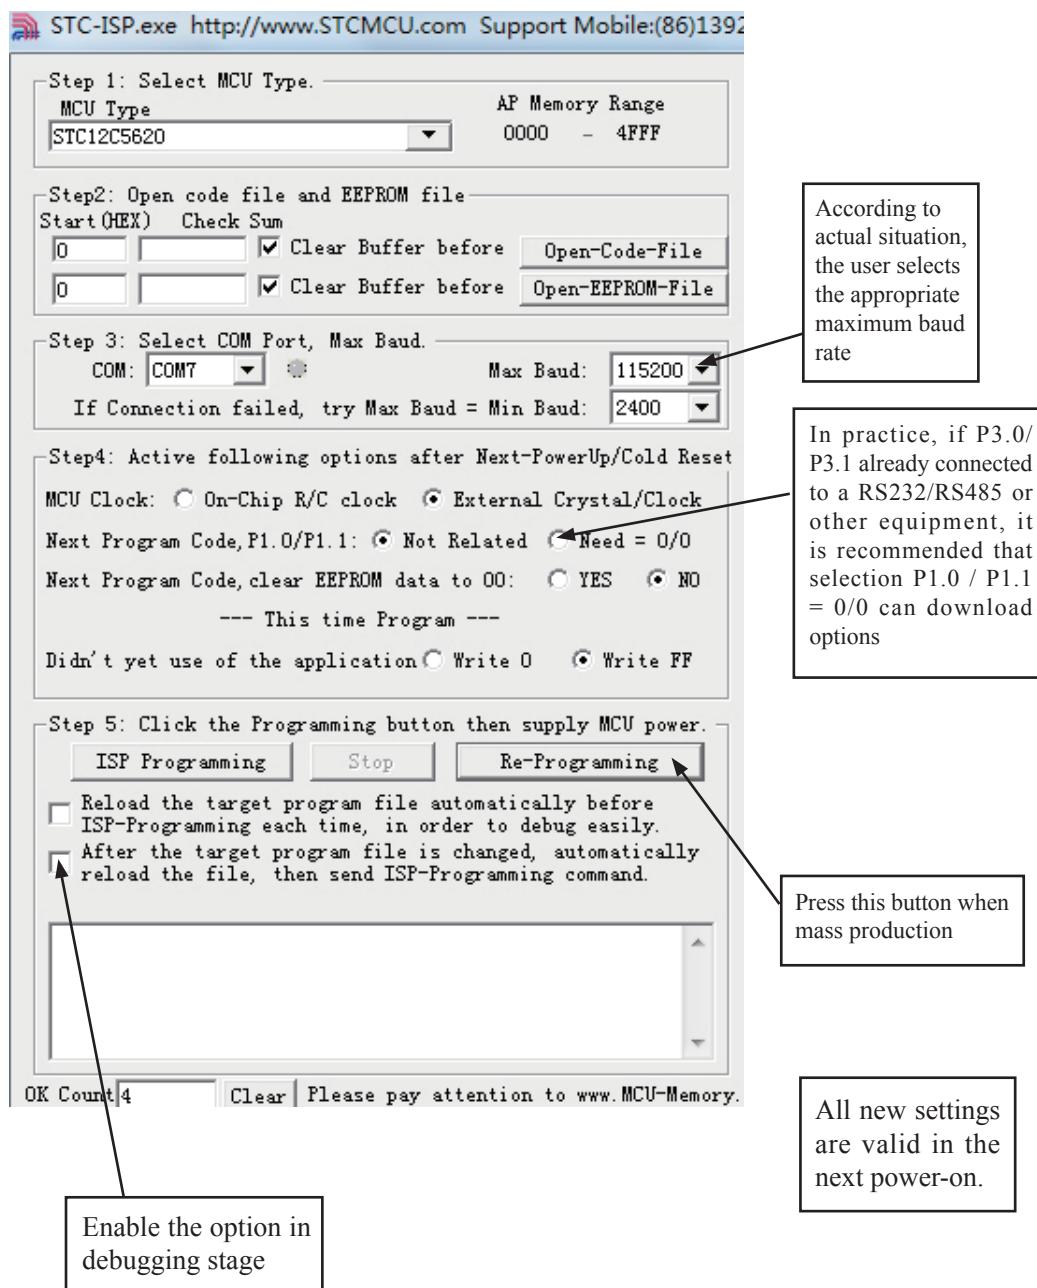 STC-ISP.exe http://www.STCMCU.com Support Mobile:(86)1392
Step 1: Select MCU Type.
MCU Type
AP Memory Range
STC12C5620
0000 - 4FFF
Step2: Open code file and EEPROM file
Start(HEX) Check Sum
0
Clear Buffer before
Open-Code-File
0
Clear Buffer before
Open-EEPROM-File
Step 3: Select COM Port, Max Baud.
COM: COM7
Max Baud: 115200
If Connection failed, try Max Baud = Min Baud: 2400
Step4: Active following options after Next-PowerUp/Cold Reset
MCU Clock: On-Chip R/C clock External Crystal/Clock
Next Program Code,P1.0/P1.1: Not Related Need = 0/0
Next Program Code,clear EEPROM data to 00: YES NO
--- This time Program ---
Didn't yet use of the application Write 0 Write FF
Step 5: Click the Programming button then supply MCU power.
ISP Programming
Stop
Re-Programming
Reload the target program file automatically before
ISP-Programming each time, in order to debug easily.
After the target program file is changed, automatically
reload the file, then send ISP-Programming command.
OK Count 4
Clear
Please pay attention to www.MCU-Memory.
According to
actual situation,
the user selects
the appropriate
maximum baud
rate
In practice, if P3.0/
P3.1 already connected
to a RS232/RS485 or
other equipment, it
is recommended that
selection P1.0 / P1.1
= 0/0 can download
options
Press this button when
mass production
All new settings
are valid in the
next power-on.
Enable the option in
debugging stage